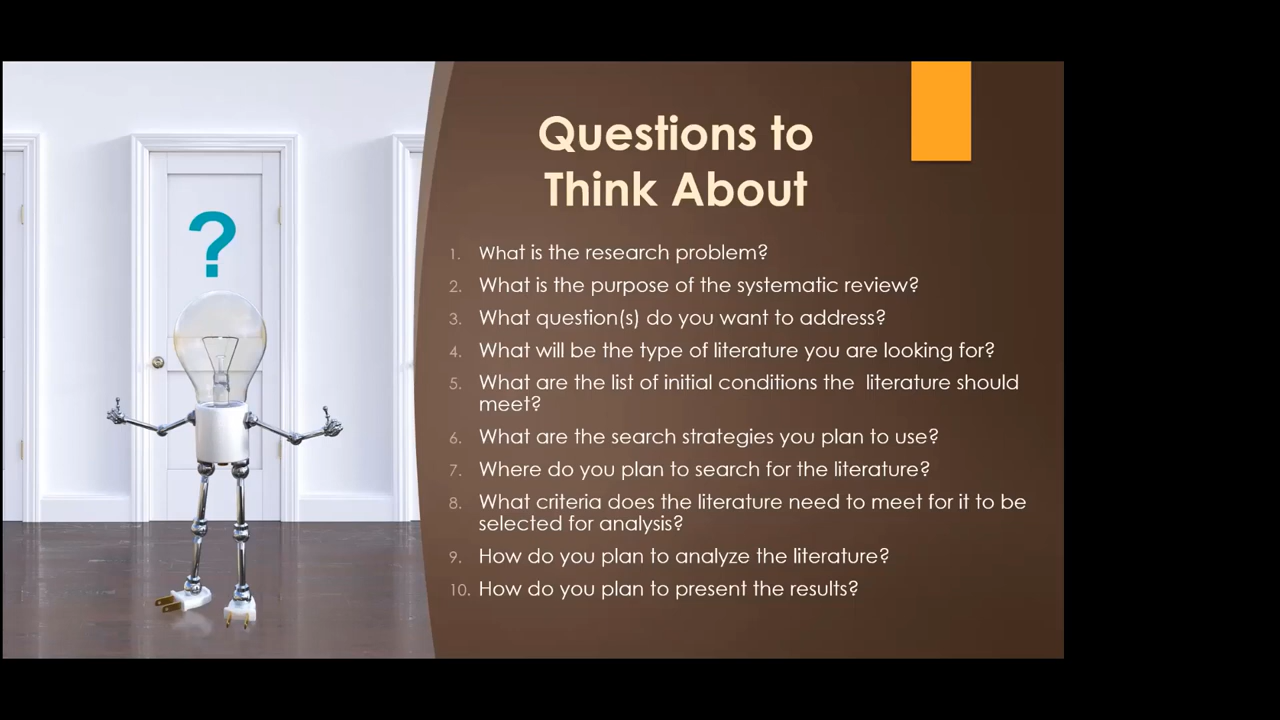 ?
Questions to
Think About
1. What is the research problem?
2. What is the purpose of the systematic review?
3. What question(s) do you want to address?
4. What will be the type of literature you are looking for?
5. What are the list of initial conditions the literature should
meet?
6. What are the search strategies you plan to use?
7. Where do you plan to search for the literature?
8. What criteria does the literature need to meet for it to be
selected for analysis?
9. How do you plan to analyze the literature?
10. How do you plan to present the results?